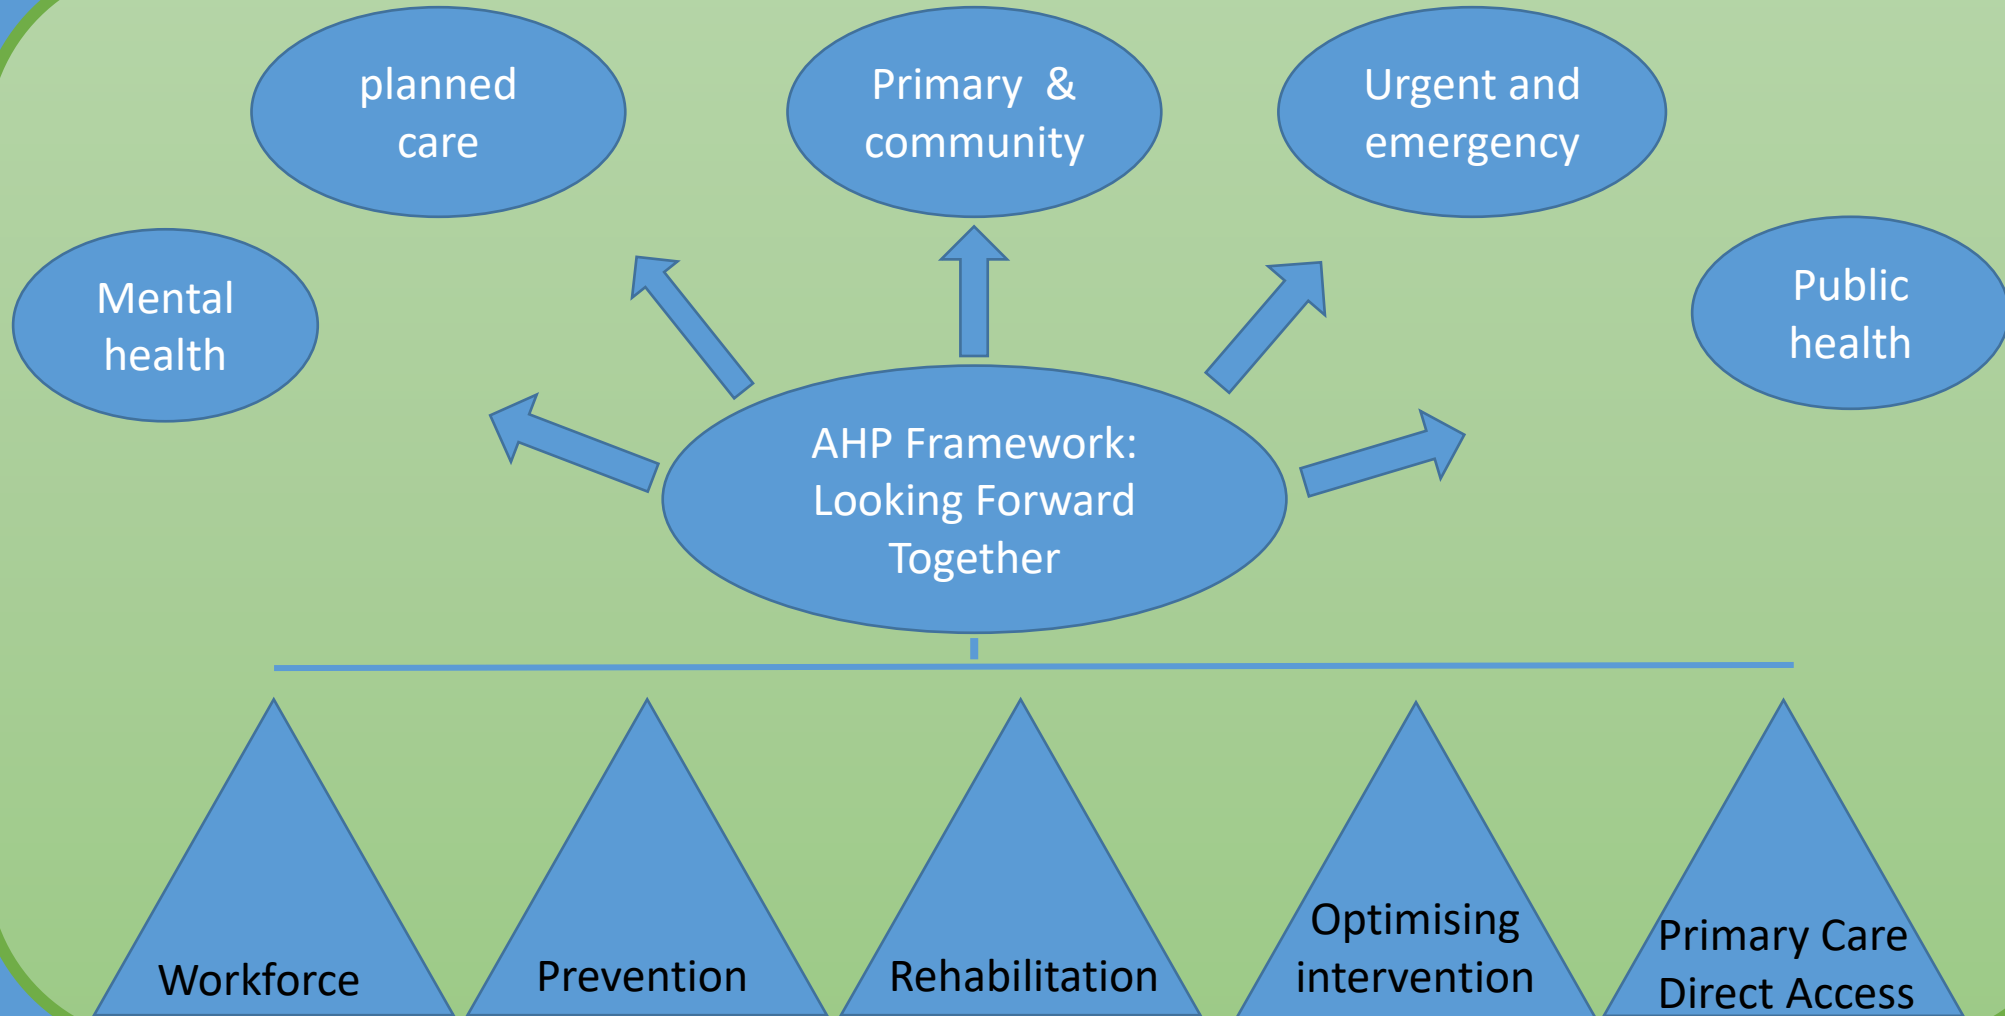 planned
care
Primary &
community
Urgent and
emergency
Mental
health
Public
health
AHP Framework:
Looking Forward
Together
Workforce
Prevention
Rehabilitation
Optimising
intervention
Primary Care
Direct Access